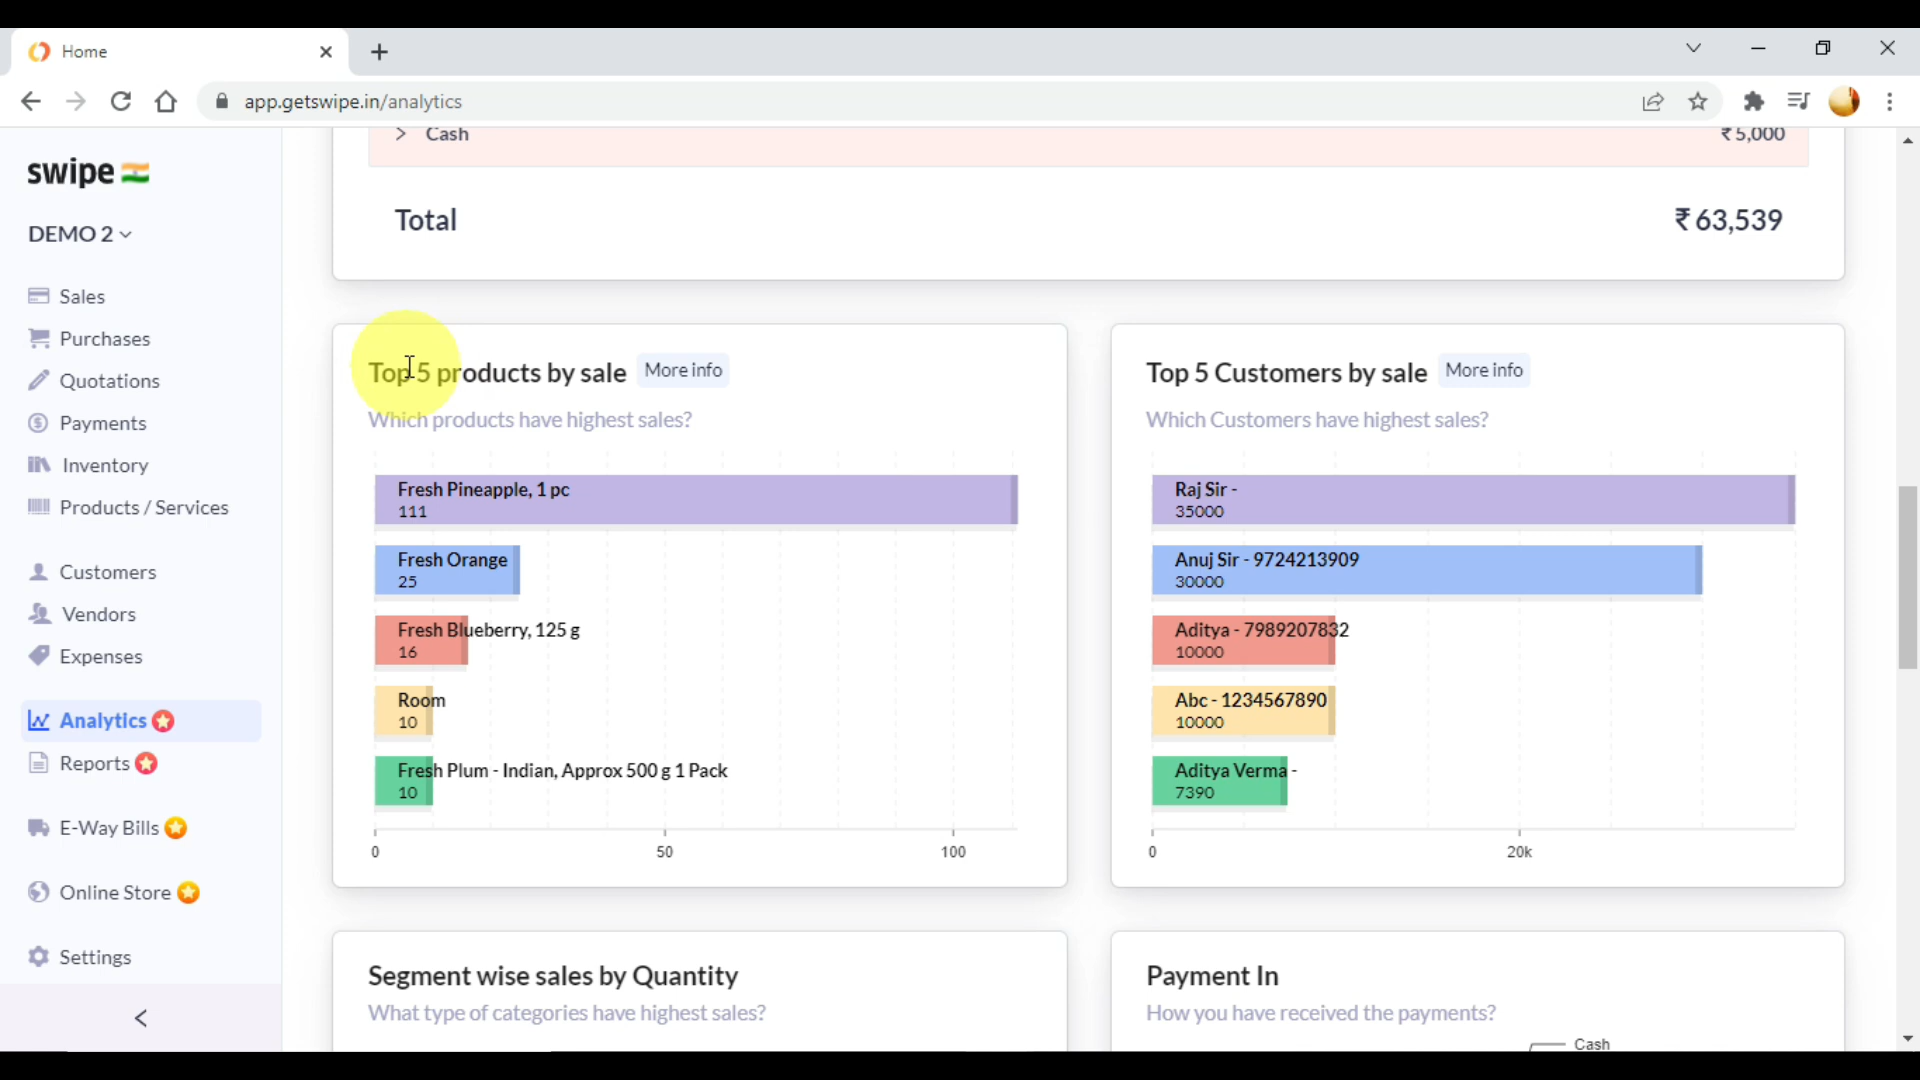 Home
app.getswipe.in/analytics
swipe
DEMO 2
Sales
Purchases
Quotations
Payments
Inventory
Products / Services
Customers
Vendors
Expenses
Analytics
Reports
E-Way Bills
Online Store
Settings
Cash ₹ 5,000
Total ₹ 63,539
Top 5 products by sale More info
Which products have highest sales?
Fresh Pineapple, 1 pc
111
Fresh Orange
25
Fresh Blueberry, 125 g
16
Room
10
Fresh Plum - Indian, Approx 500 g 1 Pack
10
0 50 100
Top 5 Customers by sale More info
Which Customers have highest sales?
Raj Sir -
35000
Anuj Sir - 9724213909
30000
Aditya - 7989207832
10000
Abc - 1234567890
10000
Aditya Verma -
7390
0 20k
Segment wise sales by Quantity
What type of categories have highest sales?
Payment In
How you have received the payments?
Cash